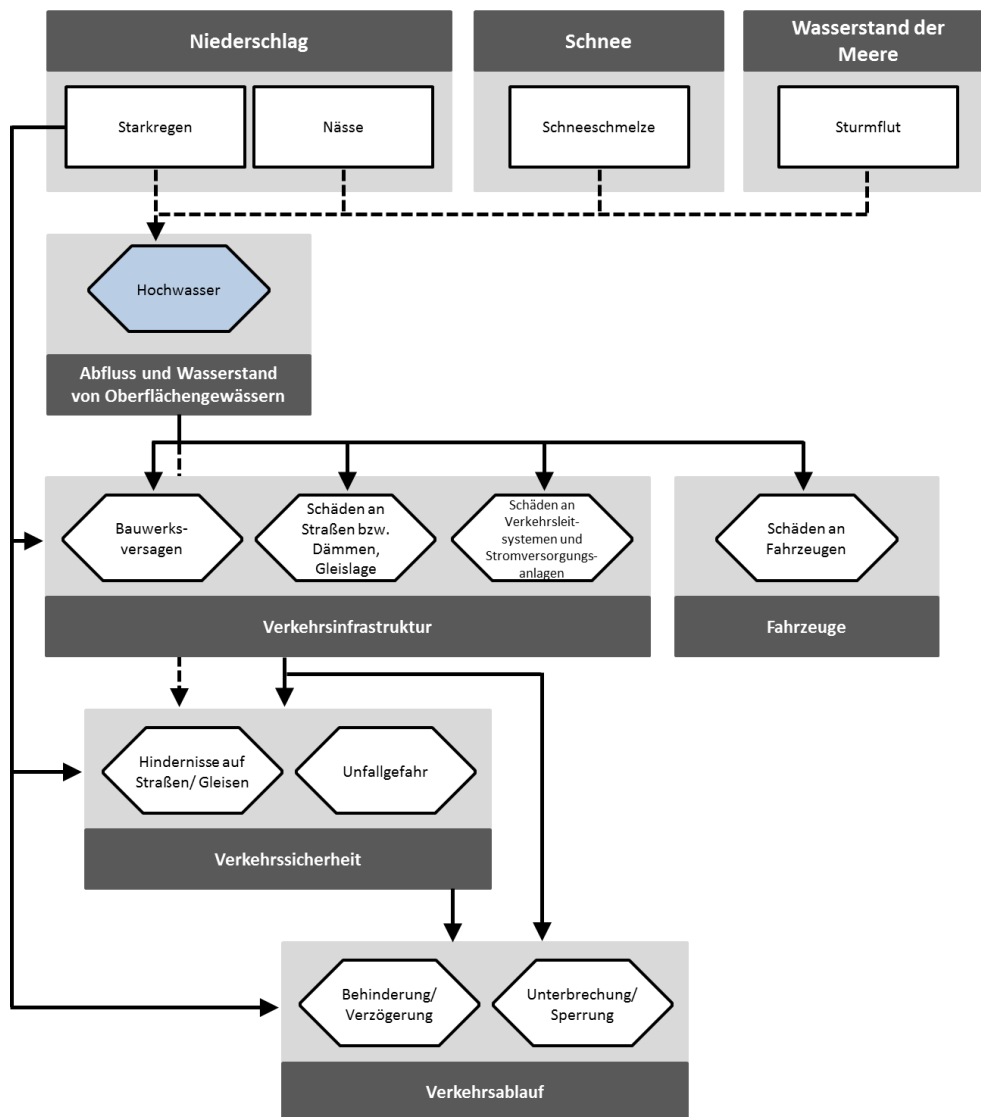 Niederschlag
Schnee
Wasserstand der
Meere
Starkregen
Nässe
Schneeschmelze
Sturmflut
Hochwasser
Abfluss und Wasserstand
von Oberflächengewässern
Bauwerks-
versagen
Schäden an
Straßen bzw.
Dämmen,
Gleislage
Schäden an
Verkehrsleit-
systemen und
Stromversorgungs-
anlagen
Schäden an
Fahrzeugen
Verkehrsinfrastruktur
Fahrzeuge
Hindernisse auf
Straßen/ Gleisen
Unfallgefahr
Verkehrssicherheit
Behinderung/
Verzögerung
Unterbrechung/
Sperrung
Verkehrsablauf